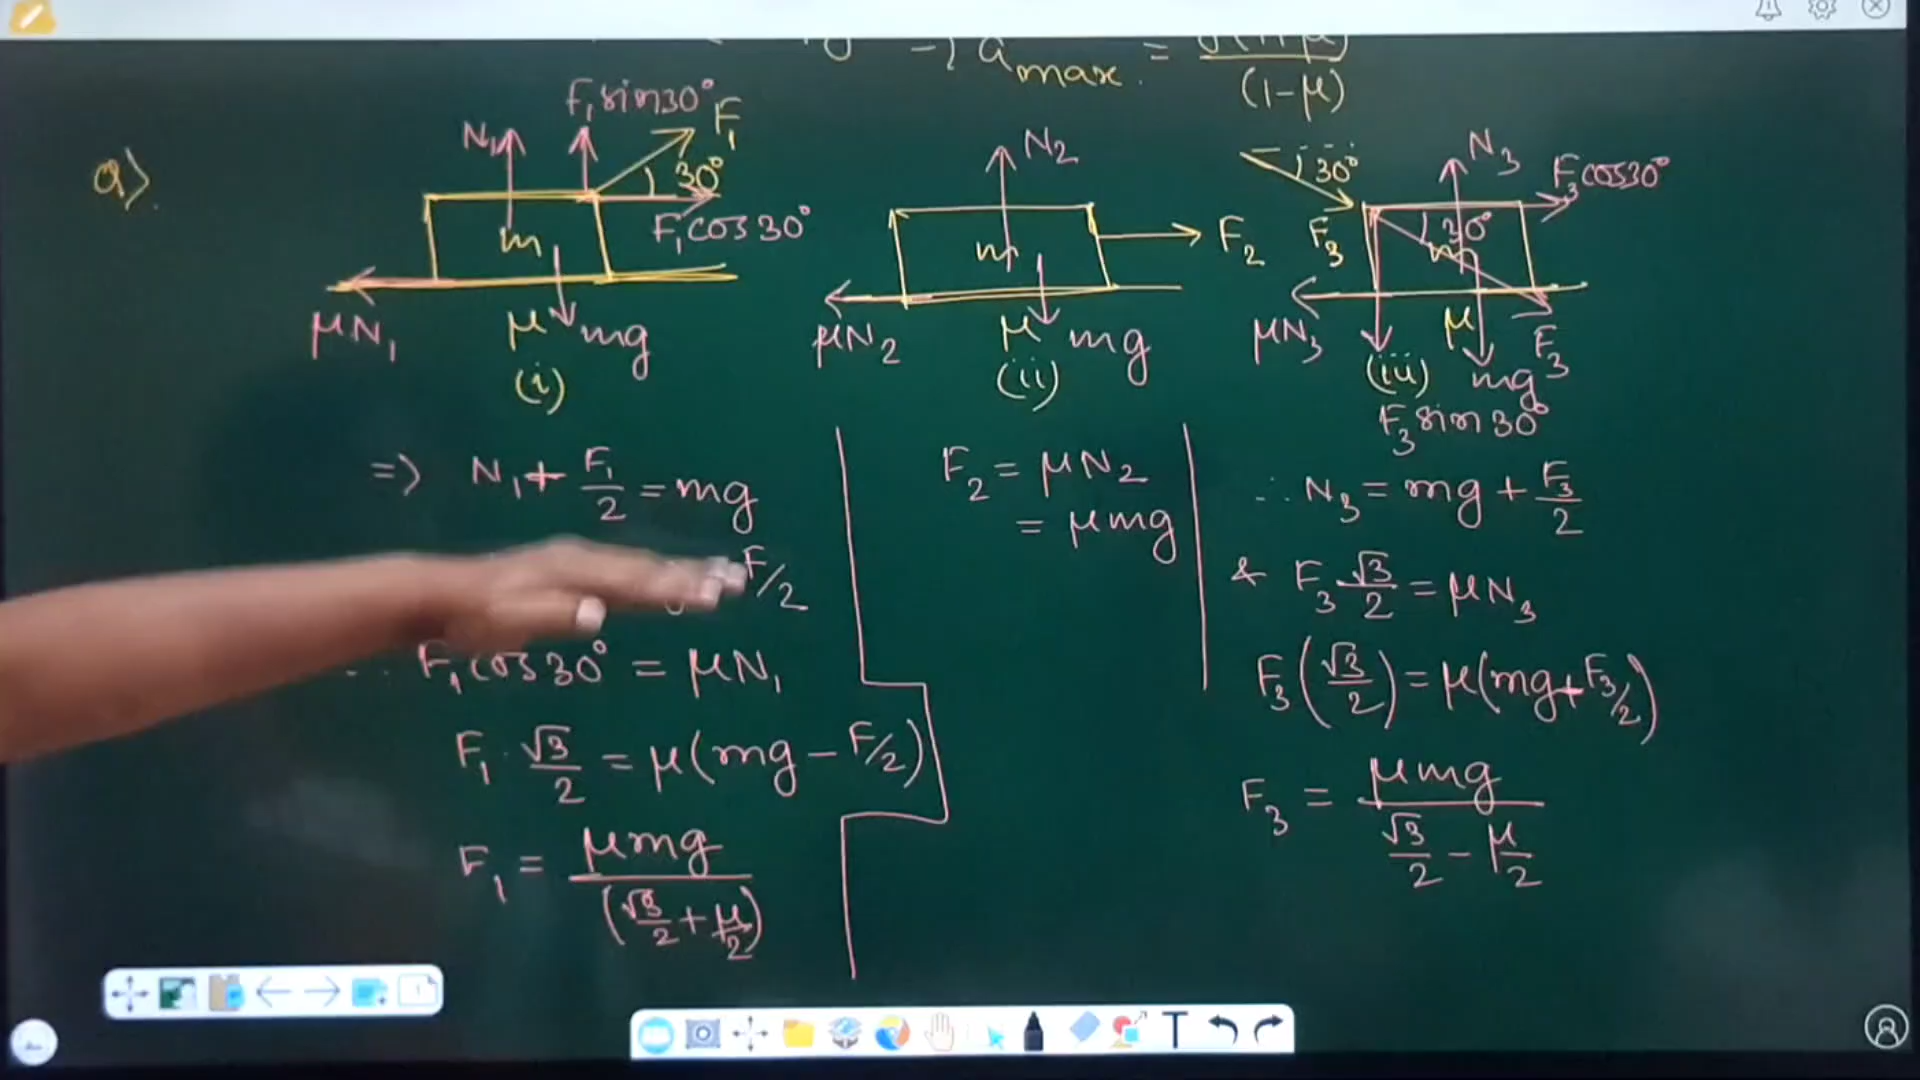 a_max. = (1-μ)
Q).
F₁sin30°
N₁
F₁
30°
F₁cos30°
m
μN₁
μ
mg
(i)
N₂
F₂
m
μN₂
μ
mg
(ii)
30°
N₃
F₃cos30°
F₃
30°
m
μN₃
μ
F₃
(iii)
mg
F₃sin30°
=> N₁ + F₁/2 = mg
F/2
F₁cos30° = μN₁
F₁ · √3/2 = μ(mg - F/2)
F₁ = μmg/(√3/2 + μ/2)
F₂ = μN₂
= μmg
∴ N₃ = mg + F₃/2
& F₃ √3/2 = μN₃
F₃(√3/2) = μ(mg + F₃/2)
F₃ = μmg/(√3/2 - μ/2)